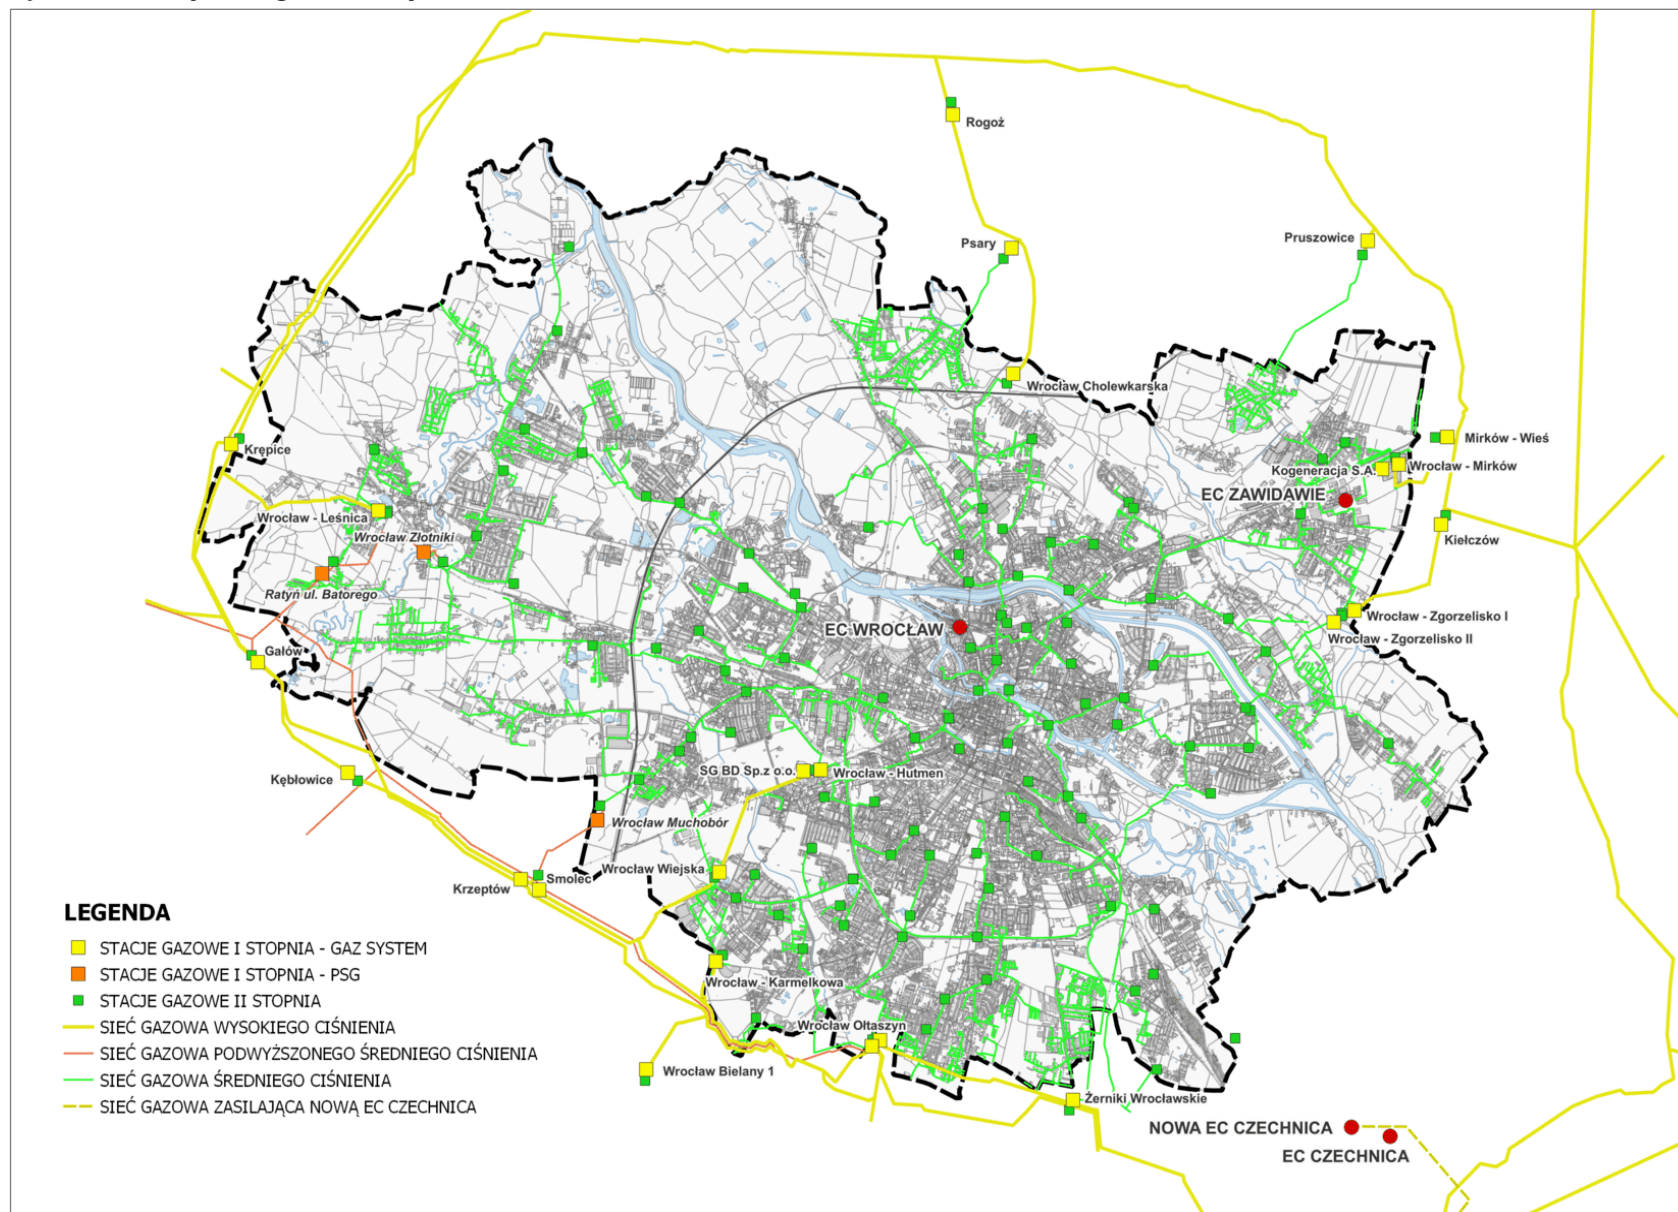 Rogoż
Psary
Pruszowice
Wrocław Cholewkarska
Krępice
Mirków - Wieś
Wrocław - Mirków
Kogeneracja S.A.
EC ZAWIDAWIE
Wrocław - Leśnica
Wrocław Złotniki
Kiełczów
Ratyń ul. Batorego
Wrocław - Zgorzelisko I
EC WROCŁAW
Wrocław - Zgorzelisko II
Gałów
Kębłowice
SG BD Sp.z o.o.
Wrocław - Hutmen
Wrocław Muchobór
Wrocław Wiejska
Smolec
Krzeptów
Wrocław - Karmelkowa
Wrocław Ołtaszyn
Wrocław Bielany 1
Żerniki Wrocławskie
NOWA EC CZECHNICA
EC CZECHNICA
LEGENDA
STACJE GAZOWE I STOPNIA - GAZ SYSTEM
STACJE GAZOWE I STOPNIA - PSG
STACJE GAZOWE II STOPNIA
SIEĆ GAZOWA WYSOKIEGO CIŚNIENIA
SIEĆ GAZOWA PODWYŻSZONEGO ŚREDNIEGO CIŚNIENIA
SIEĆ GAZOWA ŚREDNIEGO CIŚNIENIA
SIEĆ GAZOWA ZASILAJĄCA NOWĄ EC CZECHNICA